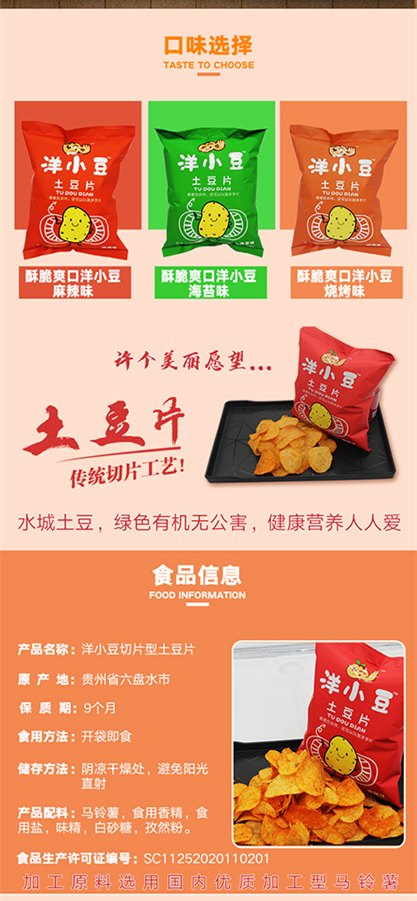 口味选择
TASTE TO CHOOSE
洋小豆
土豆片
TU DOU PIAN
洋小豆
土豆片
TU DOU PIAN
洋小豆
土豆片
TU DOU PIAN
酥脆爽口洋小豆
麻辣味
酥脆爽口洋小豆
海苔味
酥脆爽口洋小豆
烧烤味
许个美丽愿望...
洋小豆
土豆片
TU DOU PIAN
土豆片
传统切片工艺!
水城土豆，绿色有机无公害，健康营养人人爱
食品信息
FOOD INFORMATION
产品名称：洋小豆切片型土豆片
原 产 地：贵州省六盘水市
保 质 期：9个月
食用方法：开袋即食
储存方法：阴凉干燥处，避免阳光
直射
产品配料：马铃薯，食用香精，食
用盐，味精，白砂糖，孜然粉。
食品生产许可证编号：SC11252020110201
洋小豆
土豆片
TU DOU PIAN
加工原料选用国内优质加工型马铃薯